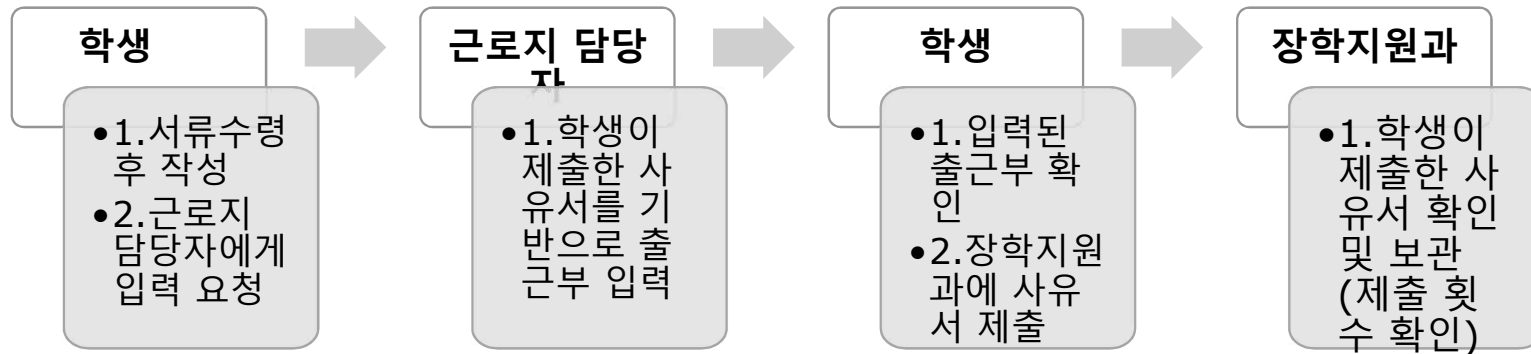 학생
•1.서류수령
후 작성
•2.근로지
담당자에게
입력 요청
근로지 담당
자
•1.학생이
제출한 사
유서를 기
반으로 출
근부 입력
학생
•1.입력된
출근부 확
인
•2.장학지원
과에 사유
서 제출
장학지원과
•1.학생이
제출한 사
유서 확인
및 보관
(제출 횟
수 확인)